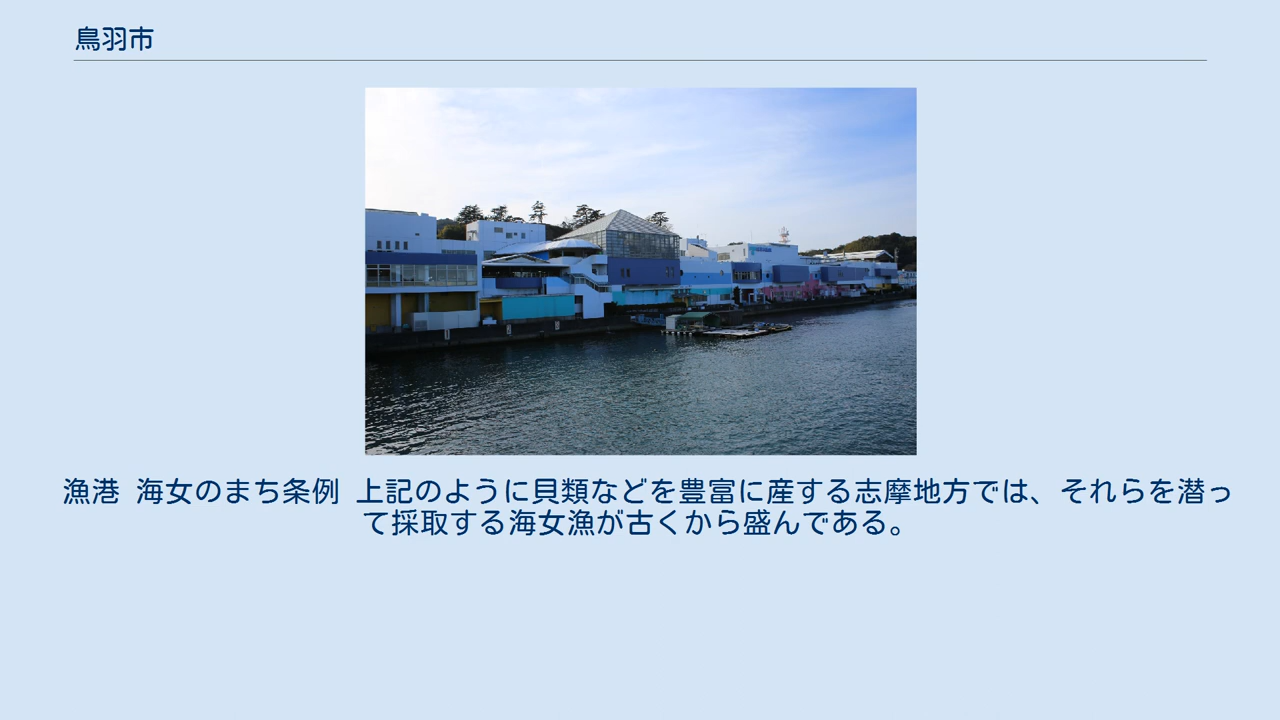 鳥羽市
漁港 海女のまち条例 上記のように貝類などを豊富に産する志摩地方では、それらを潜っ
て採取する海女漁が古くから盛んである。